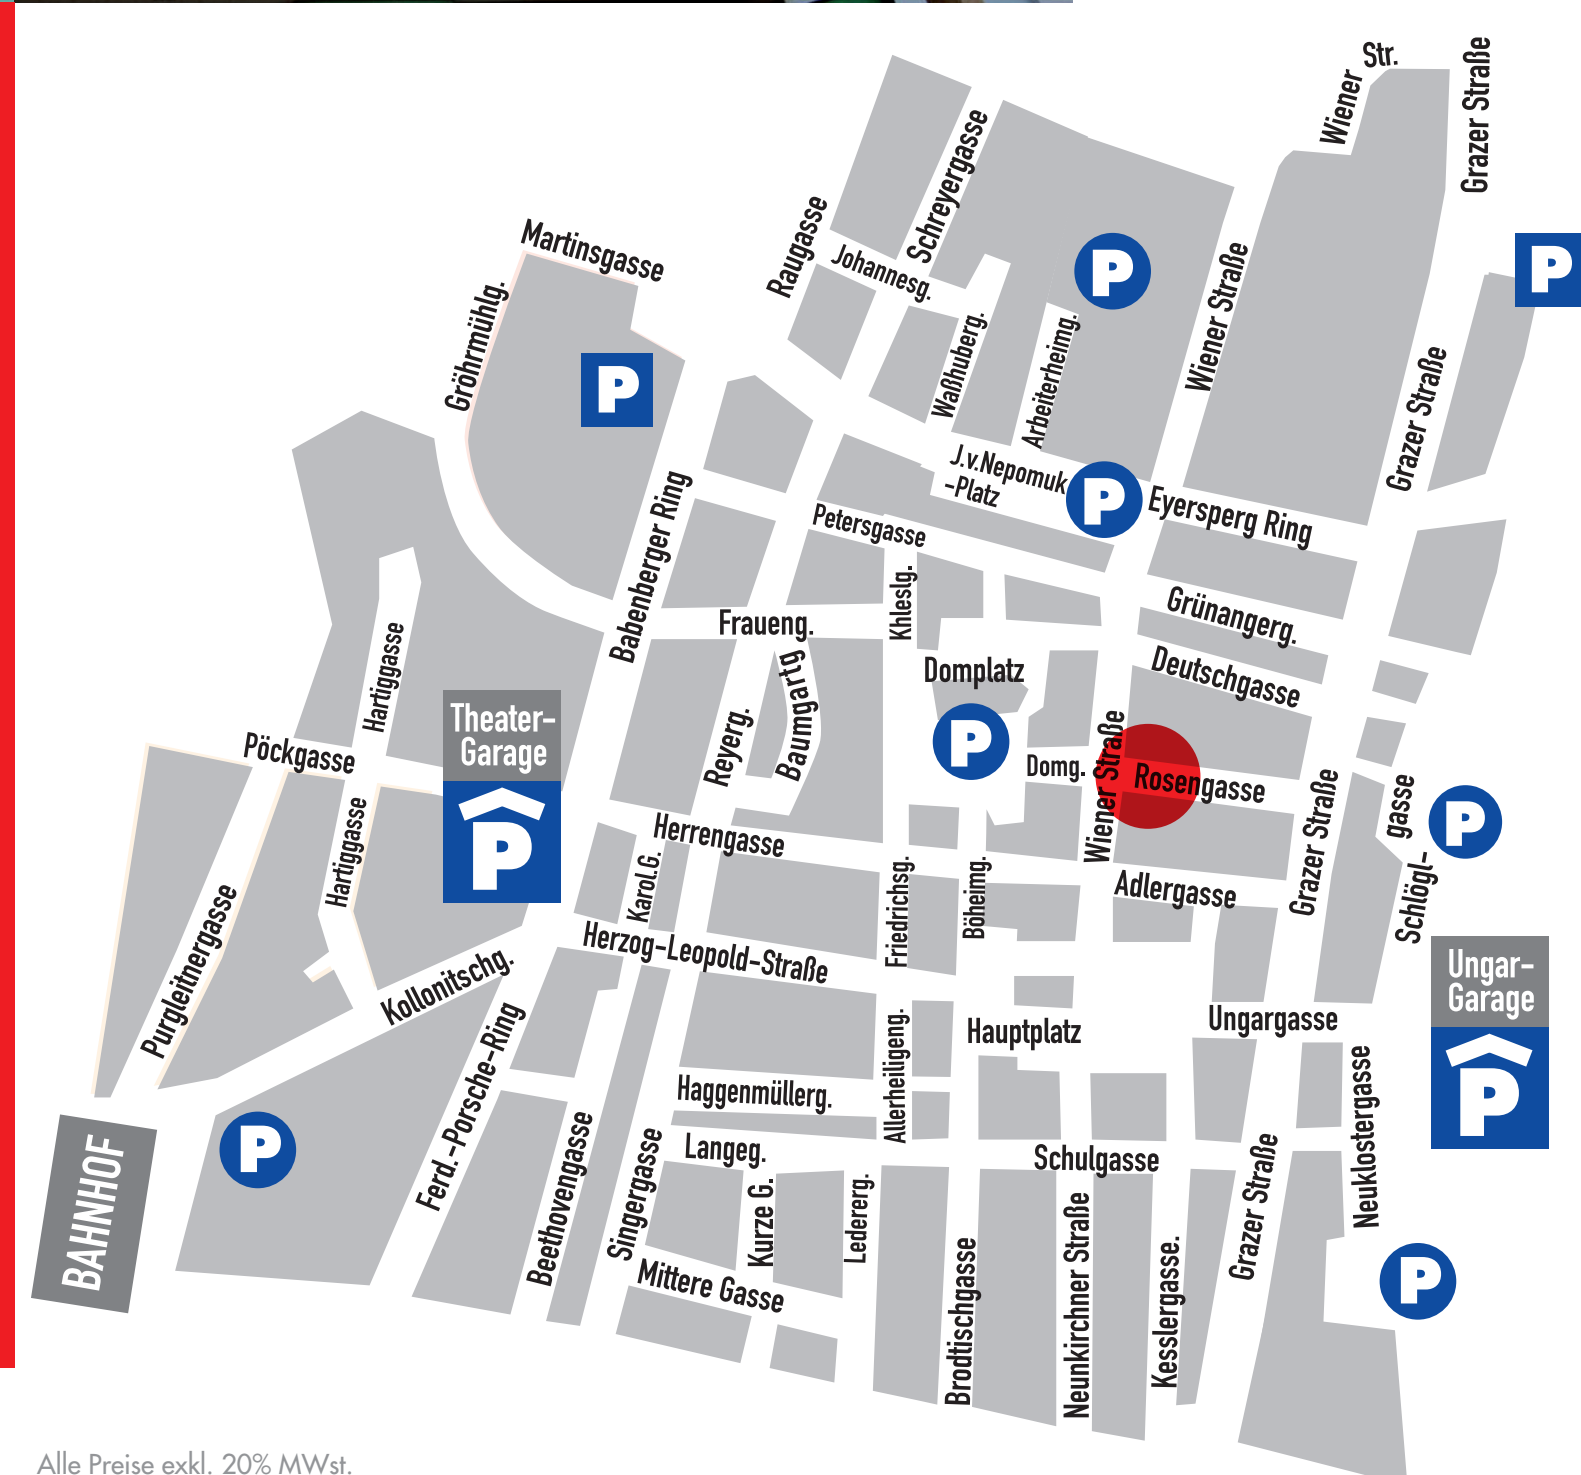 Wiener
Str.
Grazer Straße
Schreyergasse
Raugasse
Johannesg.
Martinsgasse
Gröhrmühlg.
P
P
P
Wiener Straße
Waßhuberg.
Arbeiterheimg.
Grazer Straße
J.v.Nepomuk
-Platz
P
Eyersperg Ring
Babenberger Ring
Petersgasse
Khleslg.
Grünangerg.
Fraueng.
Hartiggasse
Baumgartg
Domplatz
Deutschgasse
Theater-
Garage
P
Pöckgasse
Reyerg.
P
Domg.
Wiener Straße
Rosengasse
Grazer Straße
Schlögl-
gasse
P
Hartiggasse
Herrengasse
Karol.G.
Friedrichsg.
Böheimg.
Adlergasse
Purgleitnergasse
Kollonitschg.
Herzog-Leopold-Straße
Ungar-
Garage
P
Ferd.-Porsche-Ring
Allerheiligeng.
Hauptplatz
Ungargasse
Neuklostergasse
Haggenmüllerg.
BAHNHOF
P
Beethovengasse
Singergasse
Langeg.
Kurze G.
Ledererg.
Schulgasse
Grazer Straße
P
Mittere Gasse
Brodtischgasse
Neunkirchner Straße
Kesslergasse.
Alle Preise exkl. 20% MWst.